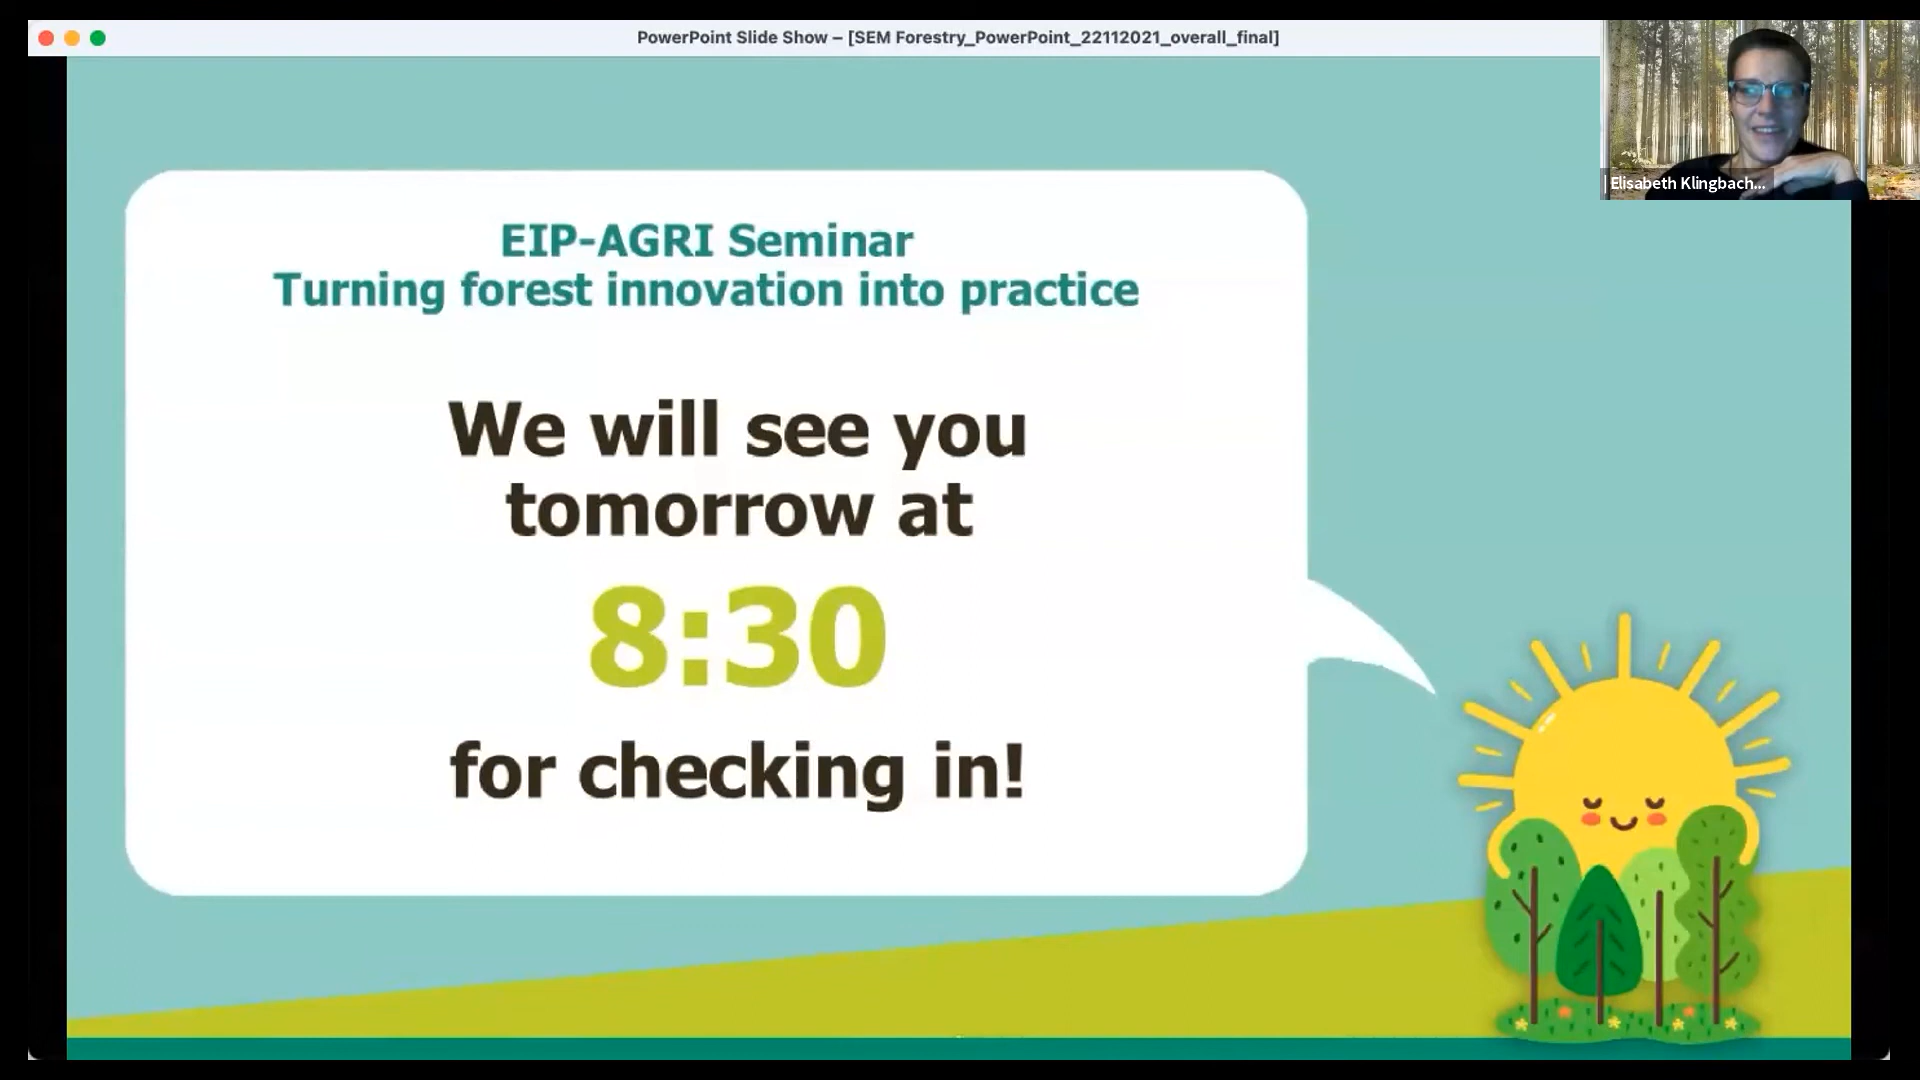 PowerPoint Slide Show – [SEM Forestry_PowerPoint_22112021_overall_final]
Elisabeth Klingbach...
EIP-AGRI Seminar
Turning forest innovation into practice
We will see you
tomorrow at
8:30
for checking in!